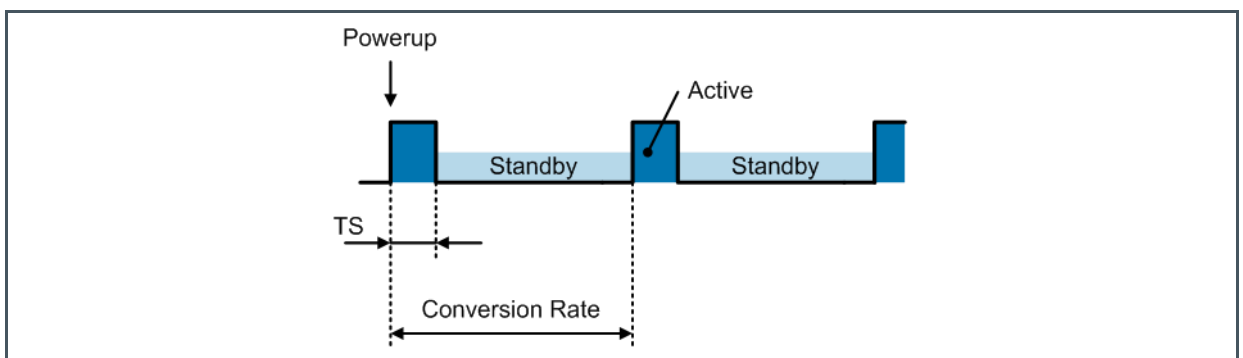 Powerup
Active
Standby
Standby
TS
Conversion Rate